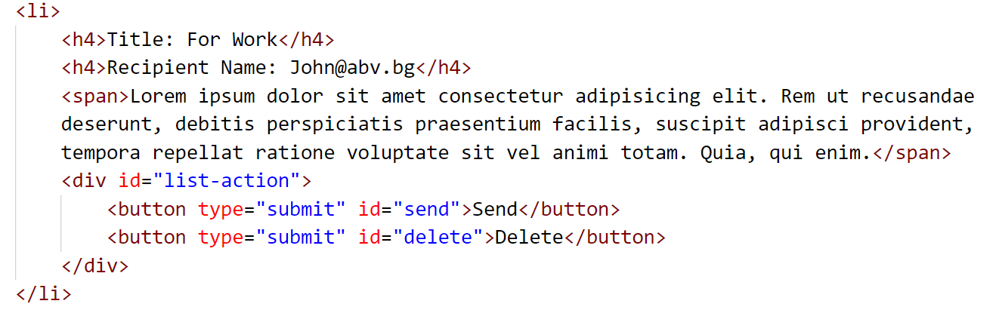 <li>
<h4>Title: For Work</h4>
<h4>Recipient Name: John@abv.bg</h4>
<span>Lorem ipsum dolor sit amet consectetur adipisicing elit. Rem ut recusandae
deserunt, debitis perspiciatis praesentium facilis, suscipit adipisci provident,
tempora repellat ratione voluptate sit vel animi totam. Quia, qui enim.</span>
<div id="list-action">
<button type="submit" id="send">Send</button>
<button type="submit" id="delete">Delete</button>
</div>
</li>